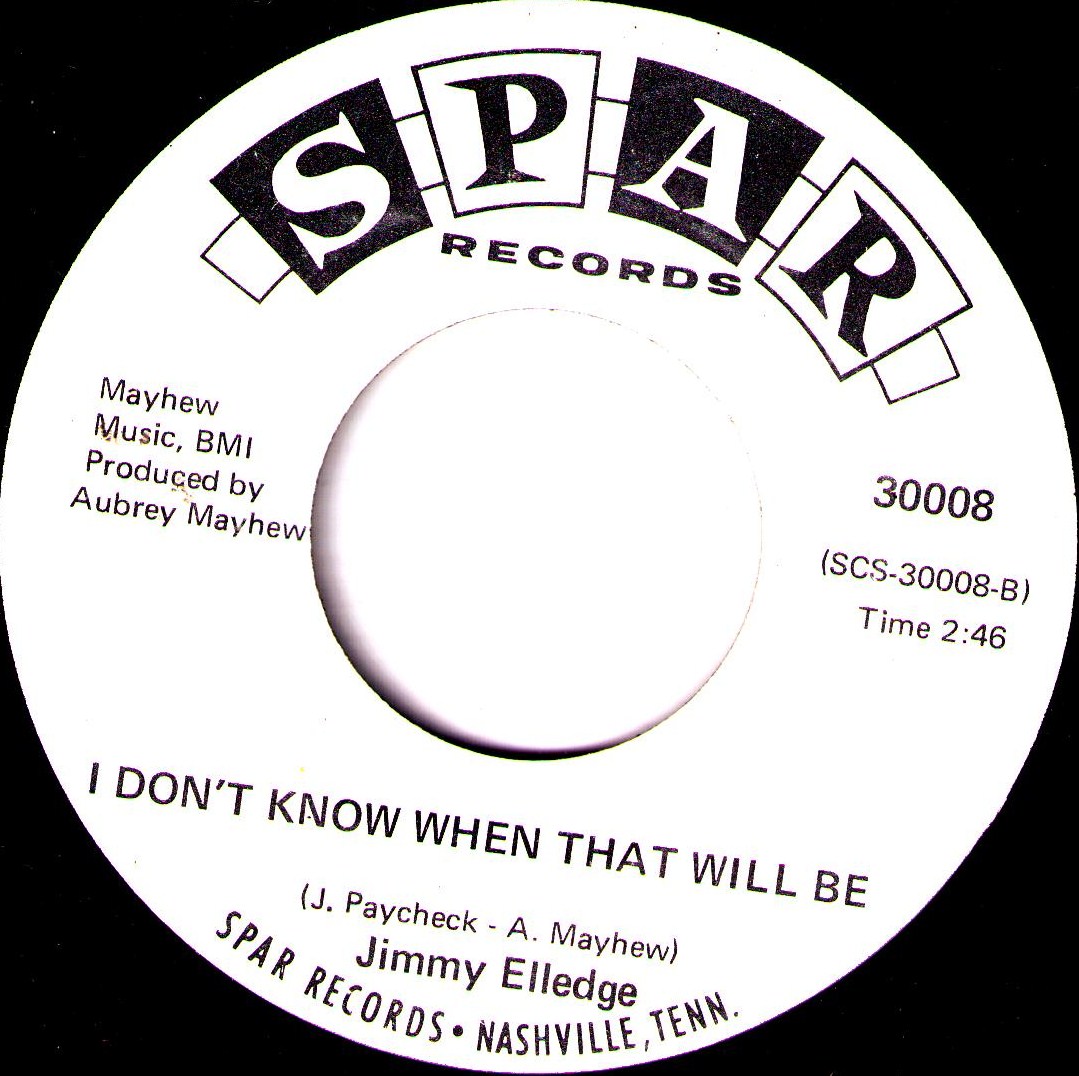 SPAR
RECORDS
Mayhew
Music, BMI
Produced by
Aubrey Mayhew
30008
(SCS-30008-B)
Time 2:46
I DON'T KNOW WHEN THAT WILL BE
(J. Paycheck - A. Mayhew)
Jimmy Elledge
SPAR RECORDS • NASHVILLE, TENN.